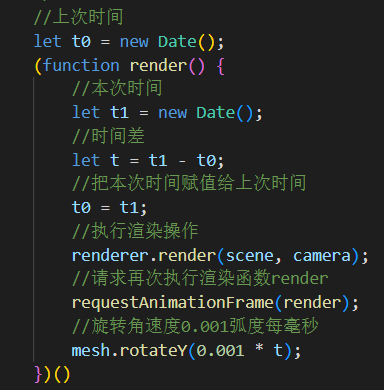 //上次时间
let t0 = new Date();
(function render() {
//本次时间
let t1 = new Date();
//时间差
let t = t1 - t0;
//把本次时间赋值给上次时间
t0 = t1;
//执行渲染操作
renderer.render(scene, camera);
//请求再次执行渲染函数render
requestAnimationFrame(render);
//旋转角速度0.001弧度每毫秒
mesh.rotateY(0.001 * t);
})()